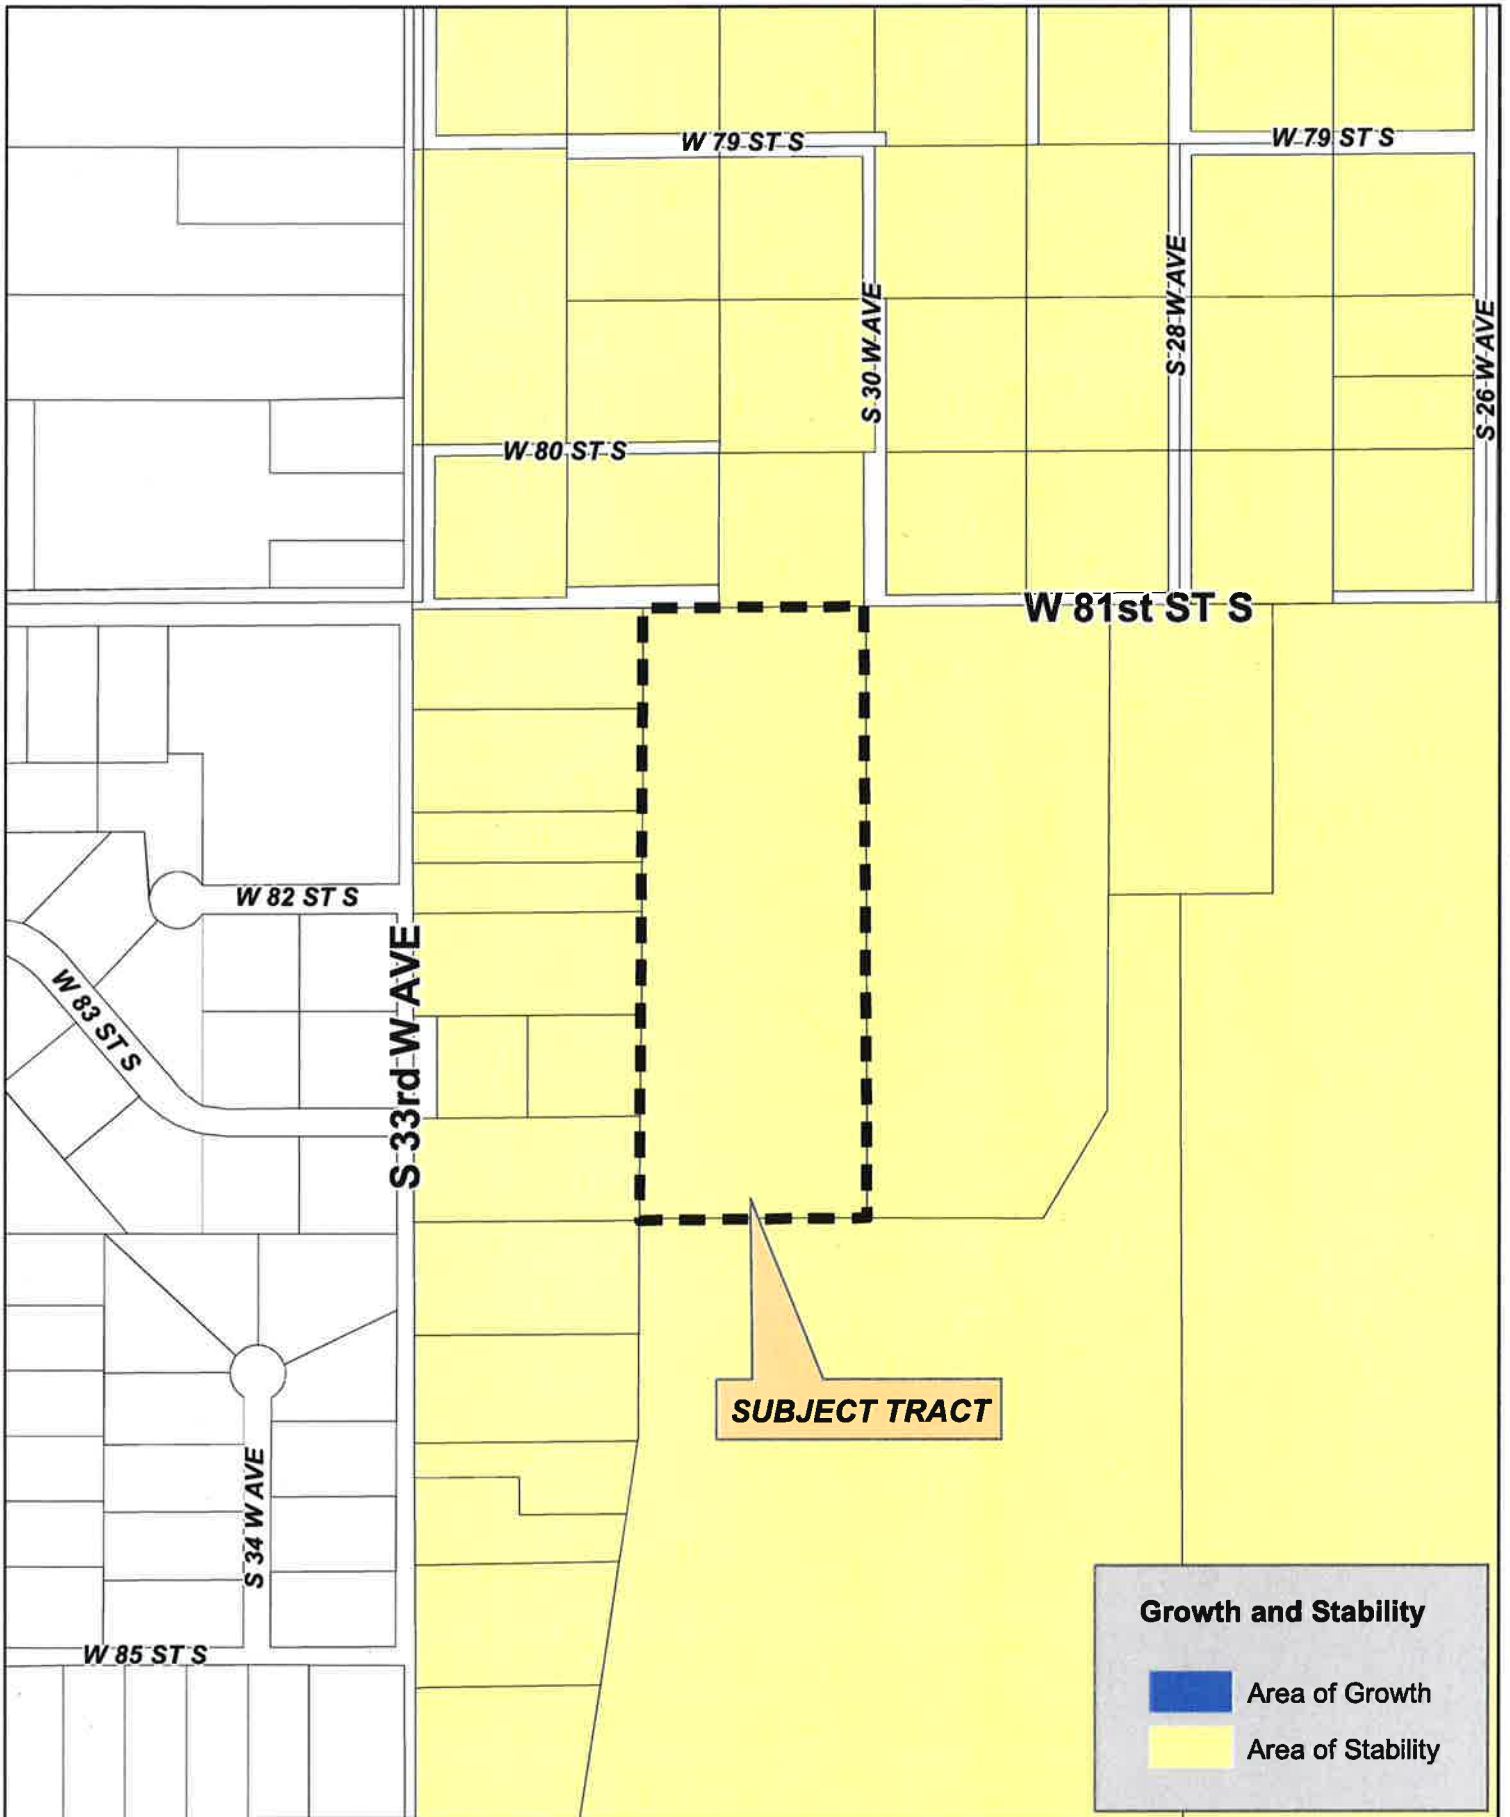 W 79 ST S
W 79 ST S
S 28 W AVE
S 30 W AVE
S 26 W AVE
W 80 ST S
W 81st ST S
W 82 ST S
S 33rd W AVE
W 83 ST S
SUBJECT TRACT
S 34 W AVE
W 85 ST S
Growth and Stability
Area of Growth
Area of Stability